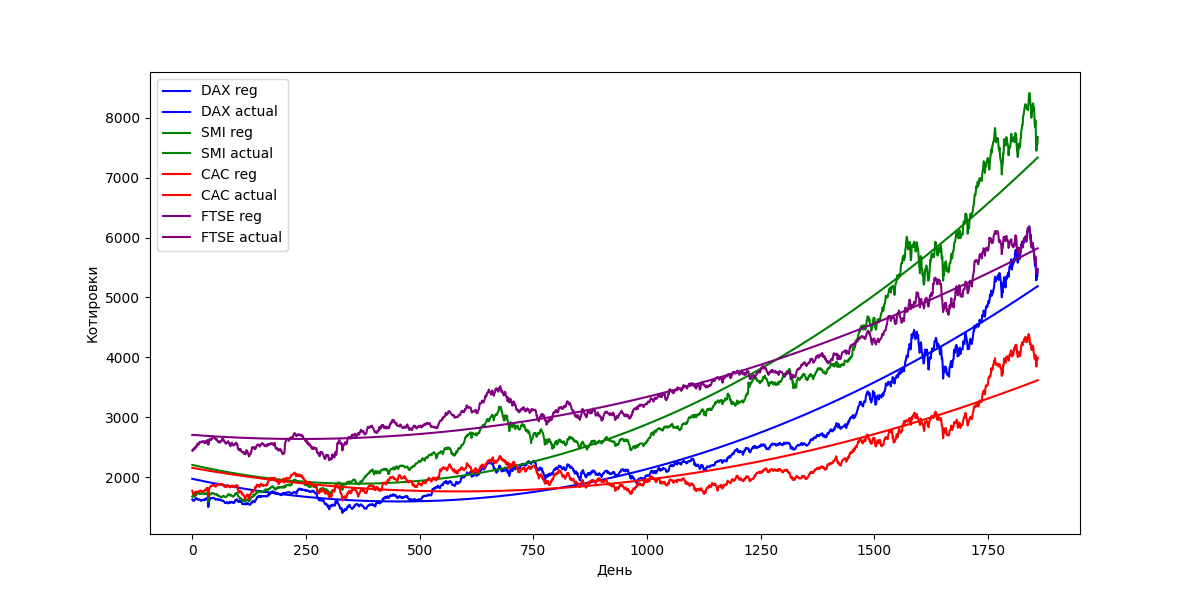 DAX reg
DAX actual
SMI reg
SMI actual
CAC reg
CAC actual
FTSE reg
FTSE actual
8000
7000
6000
5000
4000
3000
2000
Котировки
0 250 500 750 1000 1250 1500 1750
День